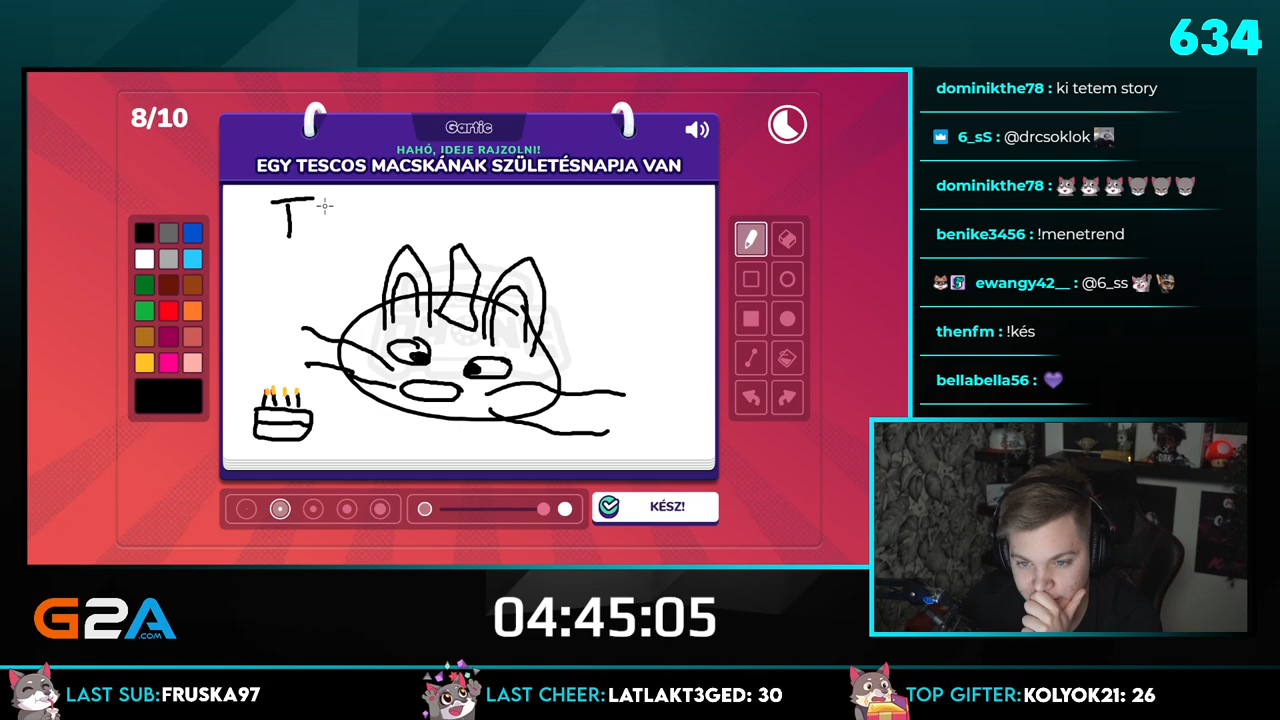 634
8/10
Gartic
HAHÓ, IDEJE RAJZOLNI!
EGY TESCOS MACSKÁNAK SZÜLETÉSNAPJA VAN
T
KÉSZ!
dominikthe78 : ki tetem story
6_sS : @drcsoklok
dominikthe78 :
benike3456 : !menetrend
ewangy42__ : @6_ss
thenfm : !kés
bellabella56 :
G2A
.COM
04:45:05
LAST SUB:FRUSKA97
LAST CHEER:LATLAKT3GED: 30
TOP GIFTER:KOLYOK21: 26